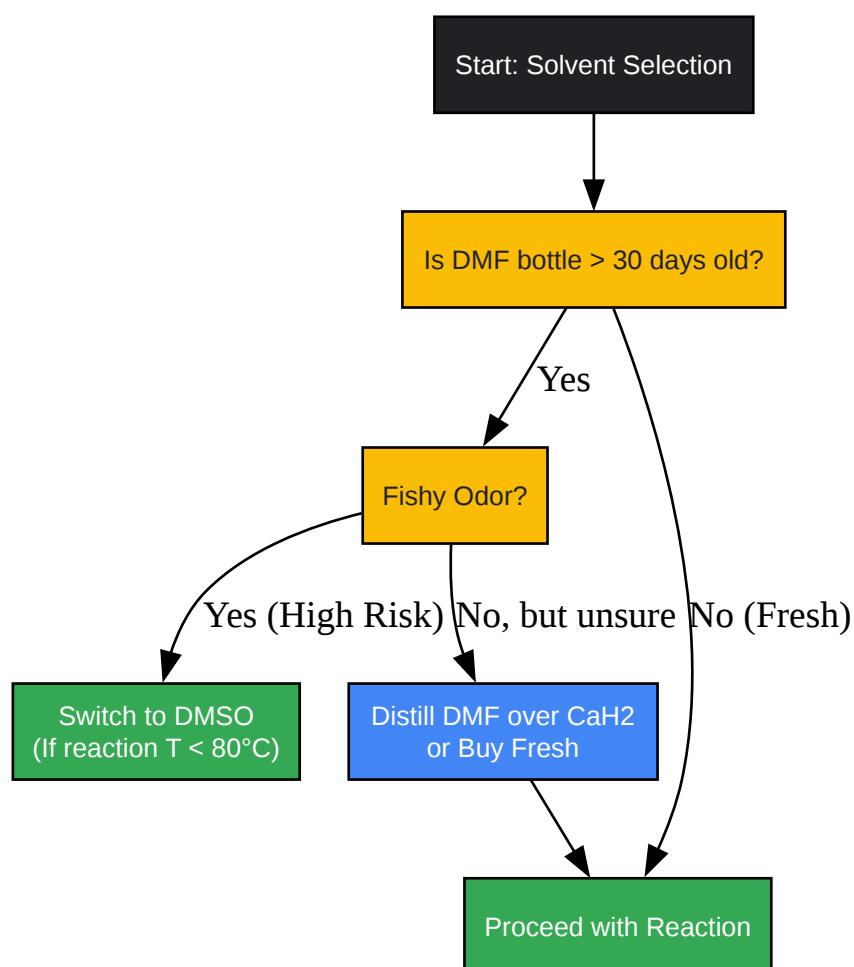 Start: Solvent Selection
Is DMF bottle > 30 days old?
Yes
Fishy Odor?
Yes (High Risk)
No, but unsure
No (Fresh)
Switch to DMSO
(If reaction T < 80°C)
Distill DMF over CaH2
or Buy Fresh
Proceed with Reaction